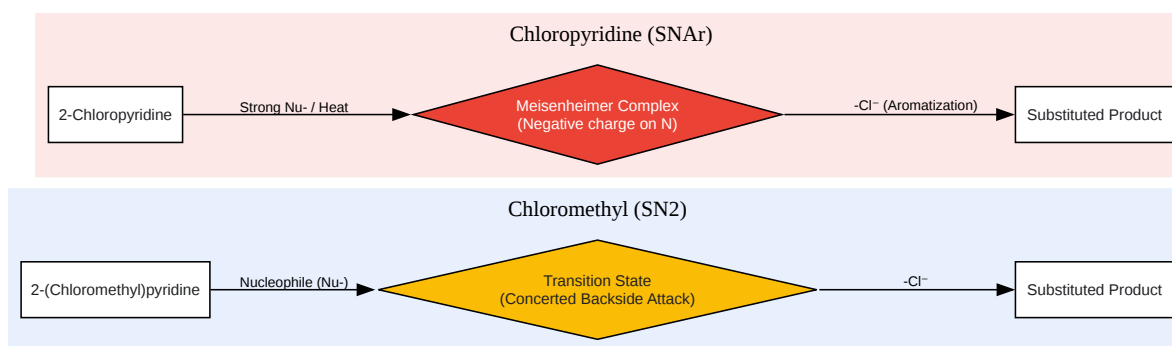 Chloropyridine (SNAr)
2-Chloropyridine
Strong Nu- / Heat
Meisenheimer Complex
(Negative charge on N)
-Cl⁻ (Aromatization)
Substituted Product
Chloromethyl (SN2)
2-(Chloromethyl)pyridine
Nucleophile (Nu-)
Transition State
(Concerted Backside Attack)
-Cl⁻
Substituted Product